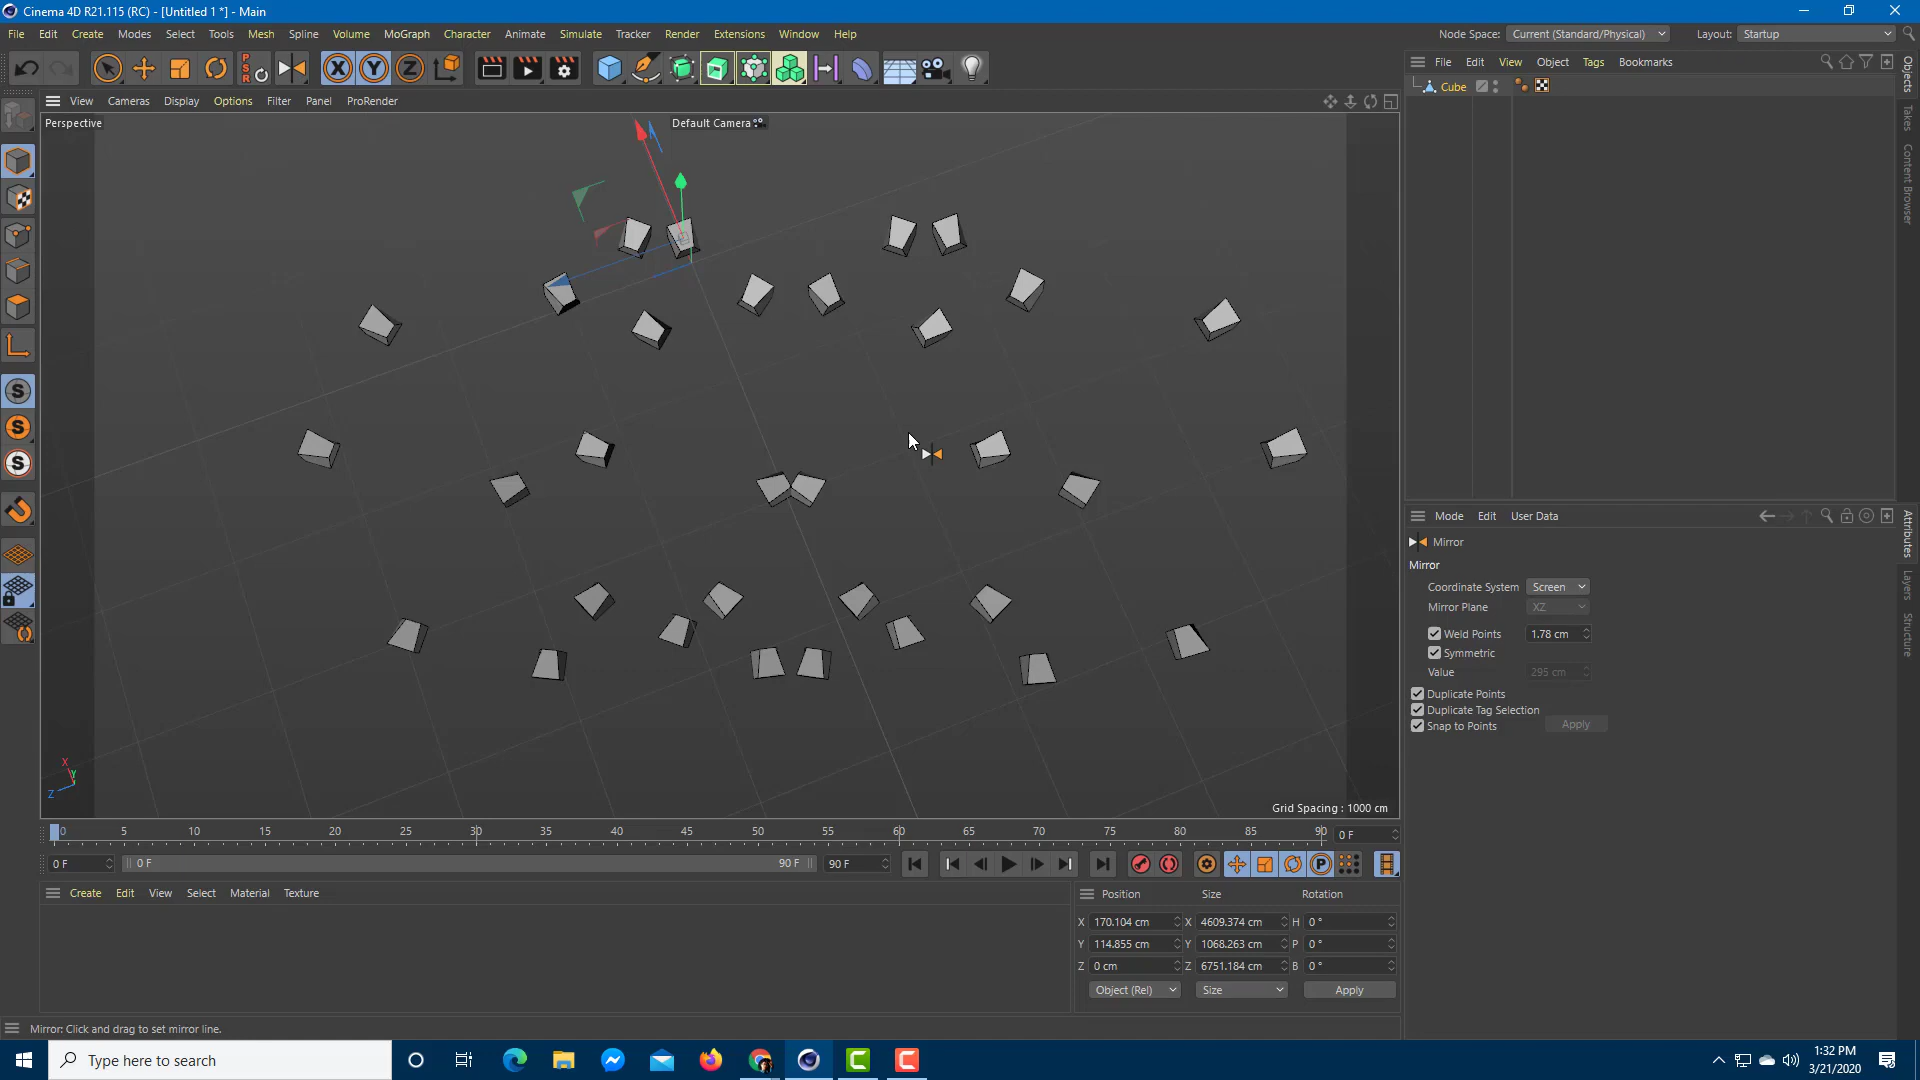 Cinema 4D R21.115 (RC) - [Untitled 1 *] - Main
File Edit Create Modes Select Tools Mesh Spline Volume MoGraph Character Animate Simulate Tracker Render Extensions Window Help Node Space: Current (Standard/Physical) Layout: Startup
P S R
X Y Z
File Edit View Object Tags Bookmarks
Cube
Objects
Takes
Content Browser
View Cameras Display Options Filter Panel ProRender
Perspective
Default Camera
S
S
S
X
Y
Z
Grid Spacing : 1000 cm
Mode Edit User Data
Mirror
Mirror
Coordinate System Screen
Mirror Plane XZ
Weld Points 1.78 cm
Symmetric
Value 295 cm
Duplicate Points
Duplicate Tag Selection
Snap to Points Apply
Attributes
Layers
Structure
0 5 10 15 20 25 30 35 40 45 50 55 60 65 70 75 80 85 90 0 F
0 F 0 F 90 F 90 F P
Create Edit View Select Material Texture
Position Size Rotation
X 170.104 cm X 4609.374 cm H 0 °
Y 114.855 cm Y 1068.263 cm P 0 °
Z 0 cm Z 6751.184 cm B 0 °
Object (Rel) Size Apply
Mirror: Click and drag to set mirror line.
Type here to search
1:32 PM
3/21/2020